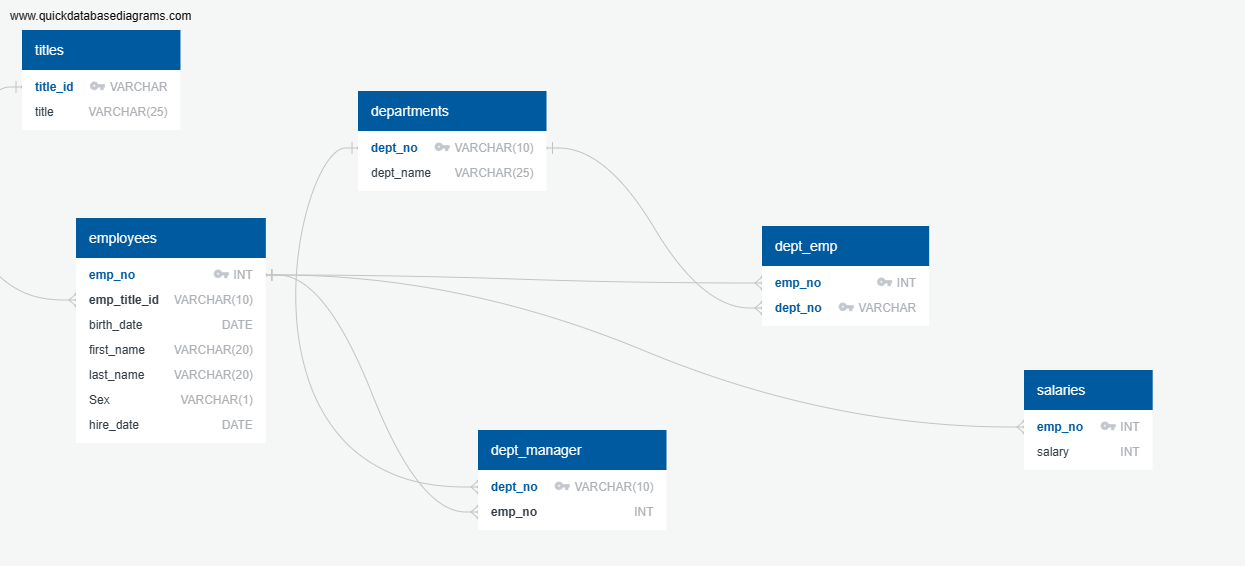 www.quickdatabasediagrams.com
titles
title_id VARCHAR
title VARCHAR(25)
departments
dept_no VARCHAR(10)
dept_name VARCHAR(25)
employees
emp_no INT
emp_title_id VARCHAR(10)
birth_date DATE
first_name VARCHAR(20)
last_name VARCHAR(20)
Sex VARCHAR(1)
hire_date DATE
dept_emp
emp_no INT
dept_no VARCHAR
salaries
emp_no INT
salary INT
dept_manager
dept_no VARCHAR(10)
emp_no INT